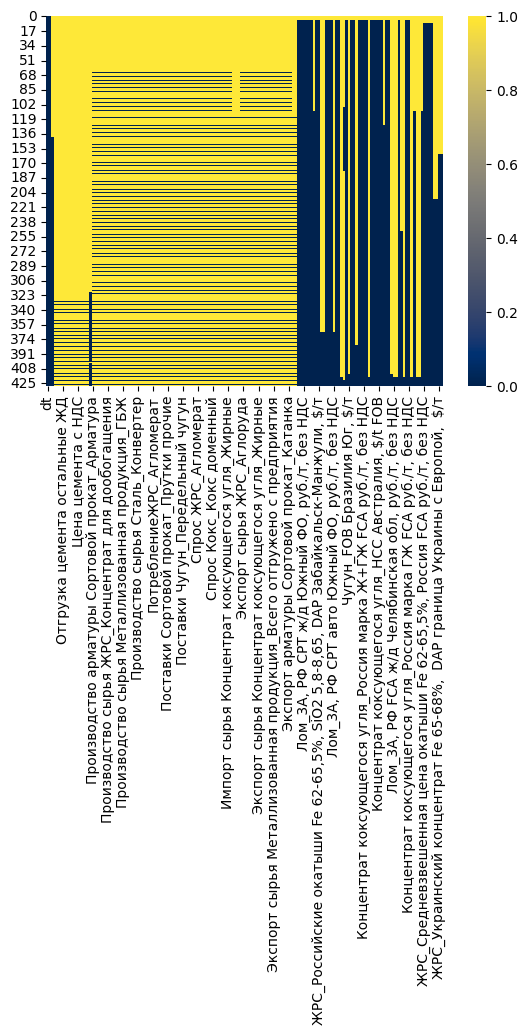 0
17
34
51
68
85
102
119
136
153
170
187
204
221
238
255
272
289
306
323
340
357
374
391
408
425
1.0
0.8
0.6
0.4
0.2
0.0
dt
Отгрузка цемента остальные ЖД
Цена цемента с НДС
Производство арматуры Сортовой прокат_Арматура
Производство сырья ЖРС_Концентрат для дообогащения
Производство сырья Металлизованная продукция_ГБЖ
Производство сырья Сталь_Конвертер
ПотреблениеЖРС_Агломерат
Поставки Сортовой прокат_Прутки прочие
Поставки Чугун_Передельный чугун
Спрос ЖРС_Агломерат
Спрос Кокс_Кокс доменный
Импорт сырья Концентрат коксующегося угля_Жирные
Экспорт сырья ЖРС_Аглоруда
Экспорт сырья Концентрат коксующегося угля_Жирные
Экспорт сырья Металлизованная продукция_Всего отгружено с предприятия
Экспорт арматуры Сортовой прокат_Катанка
Лом_3А, РФ CPT ж/д Южный ФО, руб./т, без НДС
ЖРС_Российские окатыши Fe 62-65,5%, SiO2 5,8-8,65, DAP Забайкальск-Манжули, $/т
Лом_3А, РФ CPT авто Южный ФО, руб./т, без НДС
Чугун_FOB Бразилия Юг, $/т
Концентрат коксующегося угля_Россия марка Ж+ГЖ FCA руб/т, без НДС
Концентрат коксующегося угля_HCC Австралия, $/t FOB
Лом_3А, РФ FCA ж/д Челябинская обл, руб./т, без НДС
Концентрат коксующегося угля_Россия марка ГЖ FCA руб/т, без НДС
ЖРС_Средневзвешенная цена окатыши Fe 62-65,5%, Россия FCA руб/т, без НДС
ЖРС_Украинский концентрат Fe 65-68%, DAP граница Украины с Европой, $/т